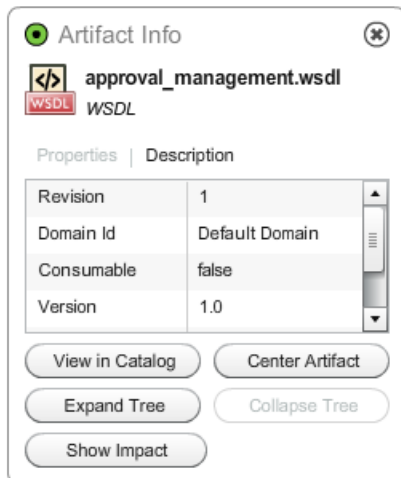 Artifact Info
approval_management.wsdl
WSDL
WSDL
Properties | Description
Revision 1
Domain Id Default Domain
Consumable false
Version 1.0
View in Catalog Center Artifact
Expand Tree Collapse Tree
Show Impact